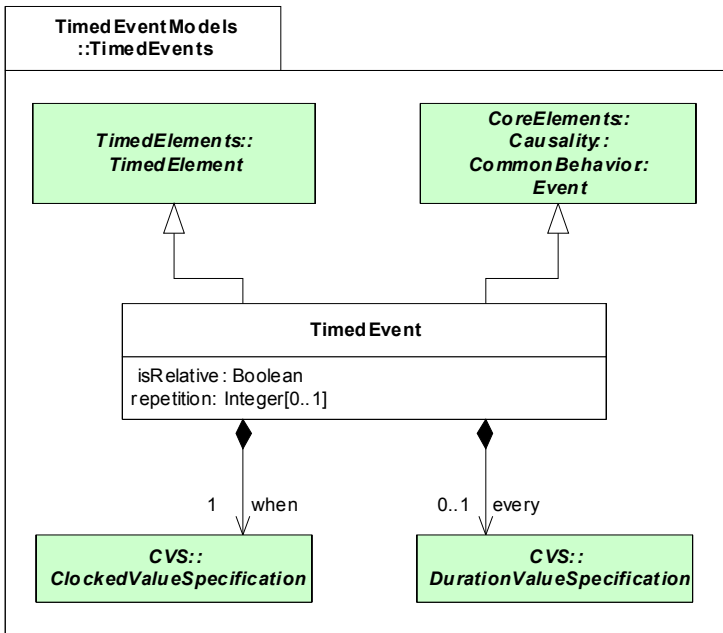 TimedEventModels
::TimedEvents
TimedElements::
TimedElement
CoreElements::
Causality::
CommonBehavior::
Event
TimedEvent
isRelative: Boolean
repetition: Integer[0..1]
1 when
0..1 every
CVS::
ClockedValueSpecification
CVS::
DurationValueSpecification